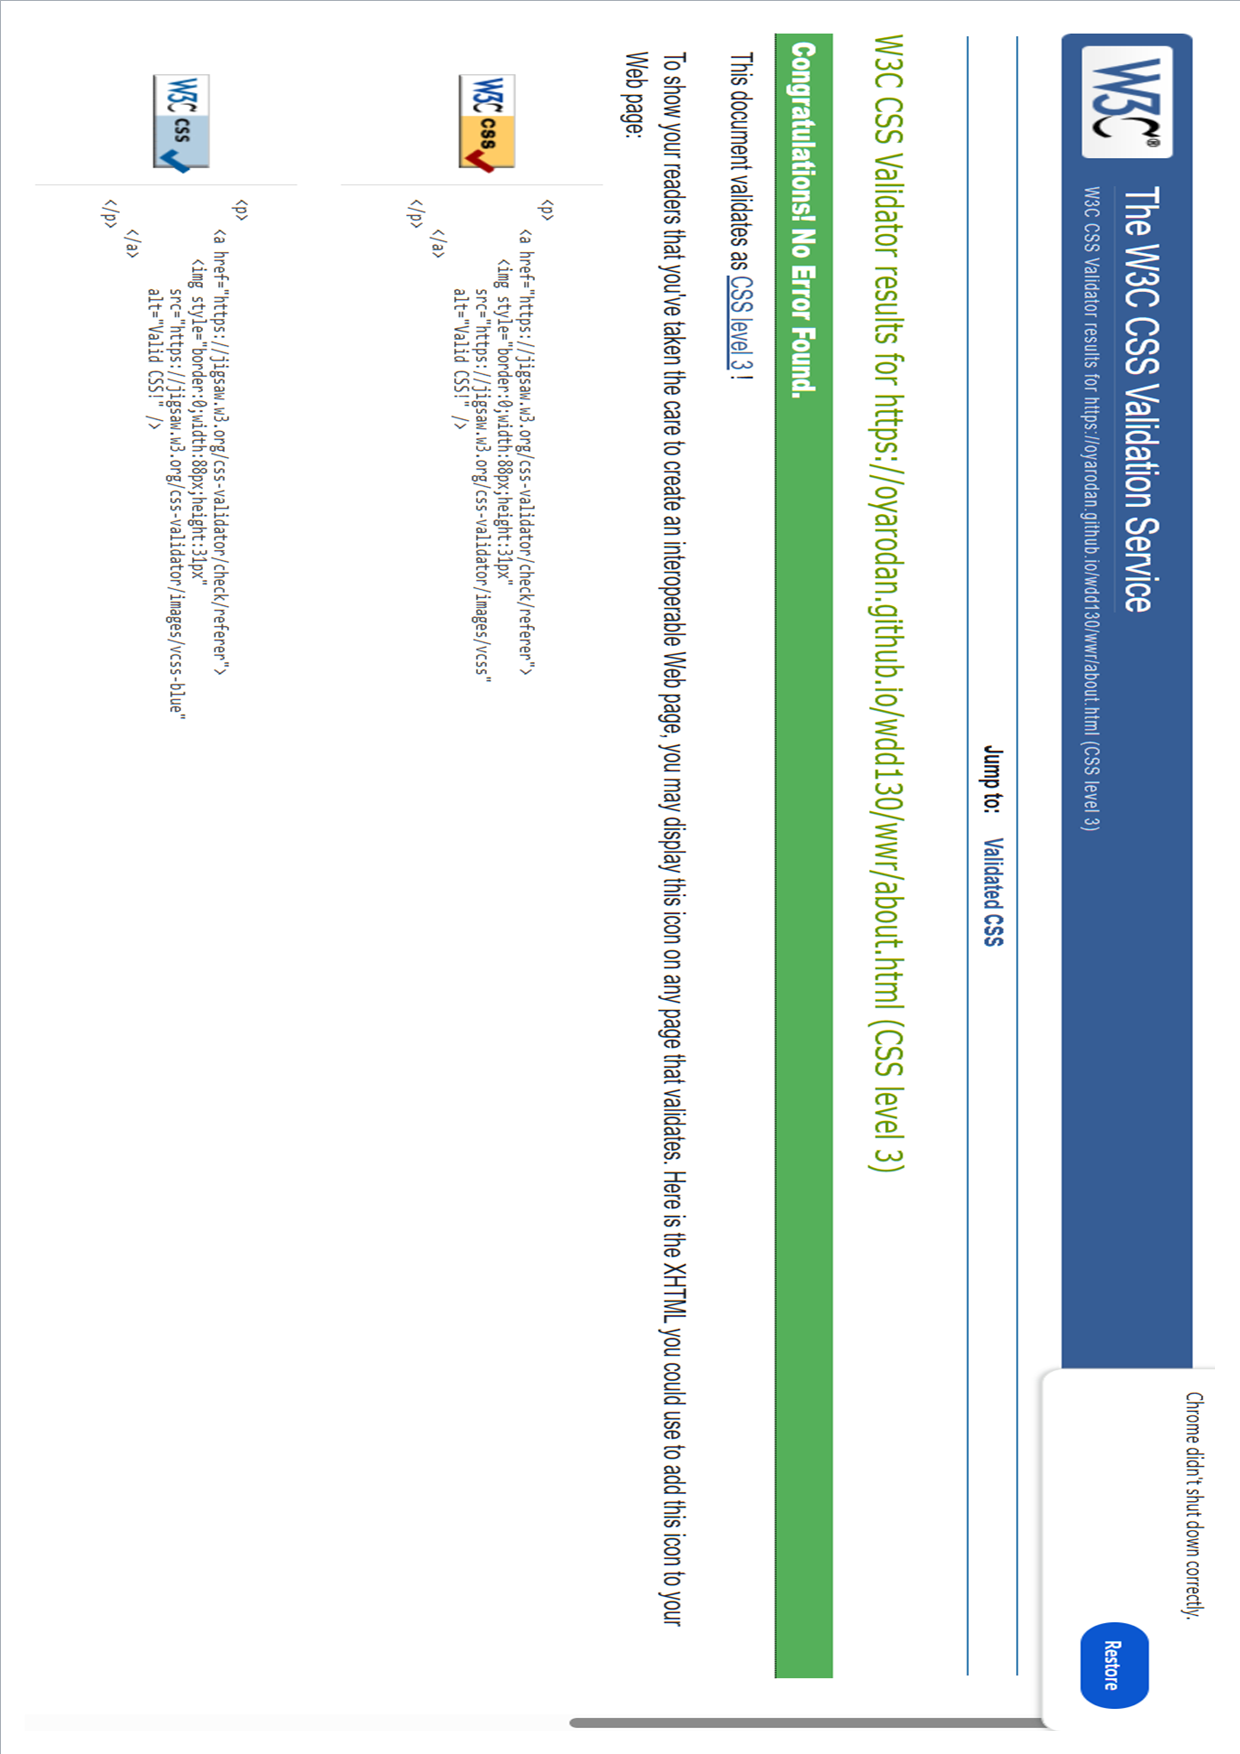 W3C®
The W3C CSS Validation Service
W3C CSS Validator results for https://oyarodan.github.io/wdd130/wwr/about.html (CSS level 3)
Chrome didn't shut down correctly.
Restore
Jump to: Validated CSS
W3C CSS Validator results for https://oyarodan.github.io/wdd130/wwr/about.html (CSS level 3)
Congratulations! No Error Found.
This document validates as CSS level 3 !
To show your readers that you've taken the care to create an interoperable Web page, you may display this icon on any page that validates. Here is the XHTML you could use to add this icon to your
Web page:
W3C css
<p>
<a href="https://jigsaw.w3.org/css-validator/check/referer">
<img style="border:0;width:88px;height:31px"
src="https://jigsaw.w3.org/css-validator/images/vcss"
alt="Valid CSS!" />
</a>
</p>
W3C css
<p>
<a href="https://jigsaw.w3.org/css-validator/check/referer">
<img style="border:0;width:88px;height:31px"
src="https://jigsaw.w3.org/css-validator/images/vcss-blue"
alt="Valid CSS!" />
</a>
</p>